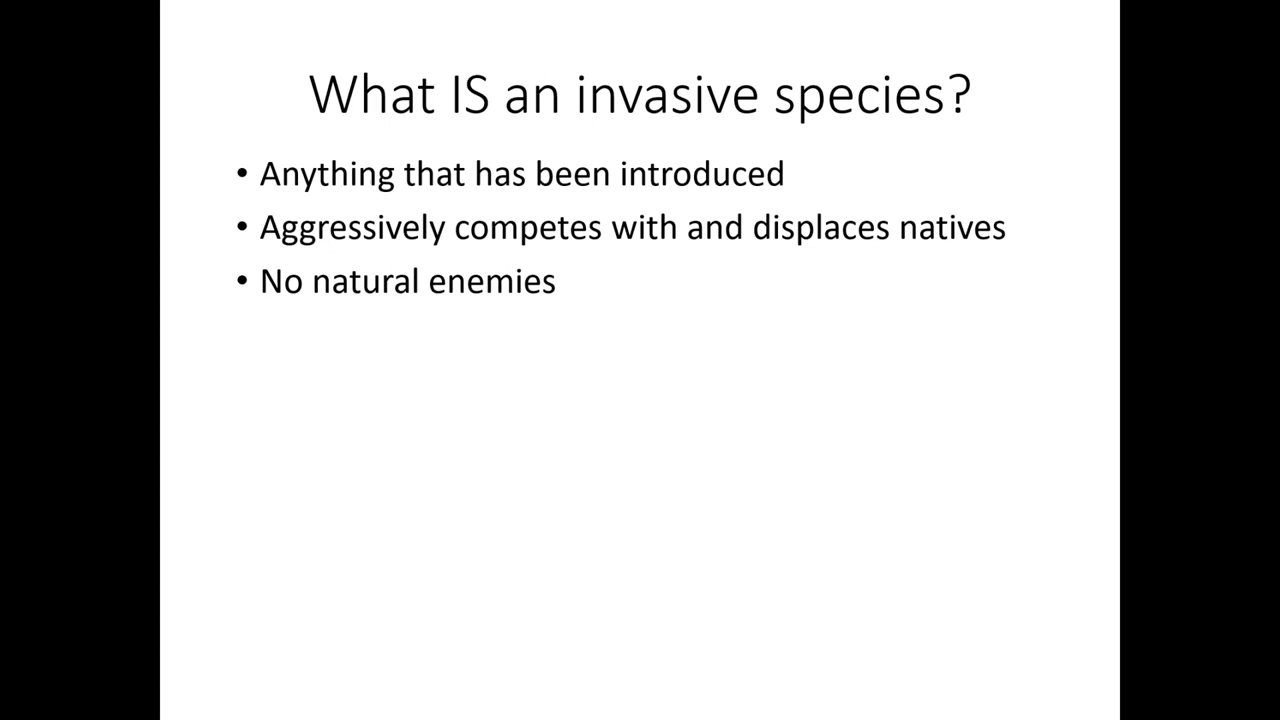 What IS an invasive species?
• Anything that has been introduced
• Aggressively competes with and displaces natives
• No natural enemies